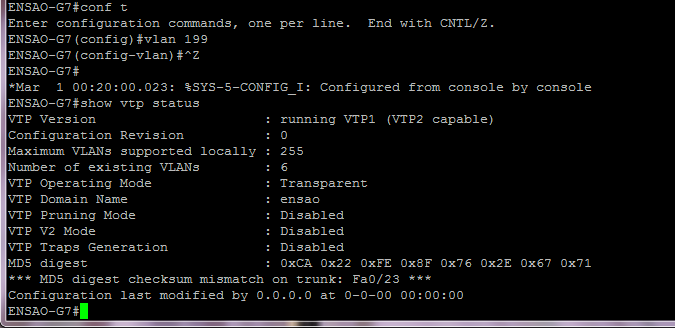 ENSAO-G7#conf t
Enter configuration commands, one per line.  End with CNTL/Z.
ENSAO-G7(config)#vlan 199
ENSAO-G7(config-vlan)#^Z
ENSAO-G7#
*Mar  1 00:20:00.023: %SYS-5-CONFIG_I: Configured from console by console
ENSAO-G7#show vtp status
VTP Version                     : running VTP1 (VTP2 capable)
Configuration Revision          : 0
Maximum VLANs supported locally : 255
Number of existing VLANs        : 6
VTP Operating Mode              : Transparent
VTP Domain Name                 : ensao
VTP Pruning Mode                : Disabled
VTP V2 Mode                     : Disabled
VTP Traps Generation            : Disabled
MD5 digest                      : 0xCA 0x22 0xFE 0x8F 0x76 0x2E 0x67 0x71
*** MD5 digest checksum mismatch on trunk: Fa0/23 ***
Configuration last modified by 0.0.0.0 at 0-0-00 00:00:00
ENSAO-G7#